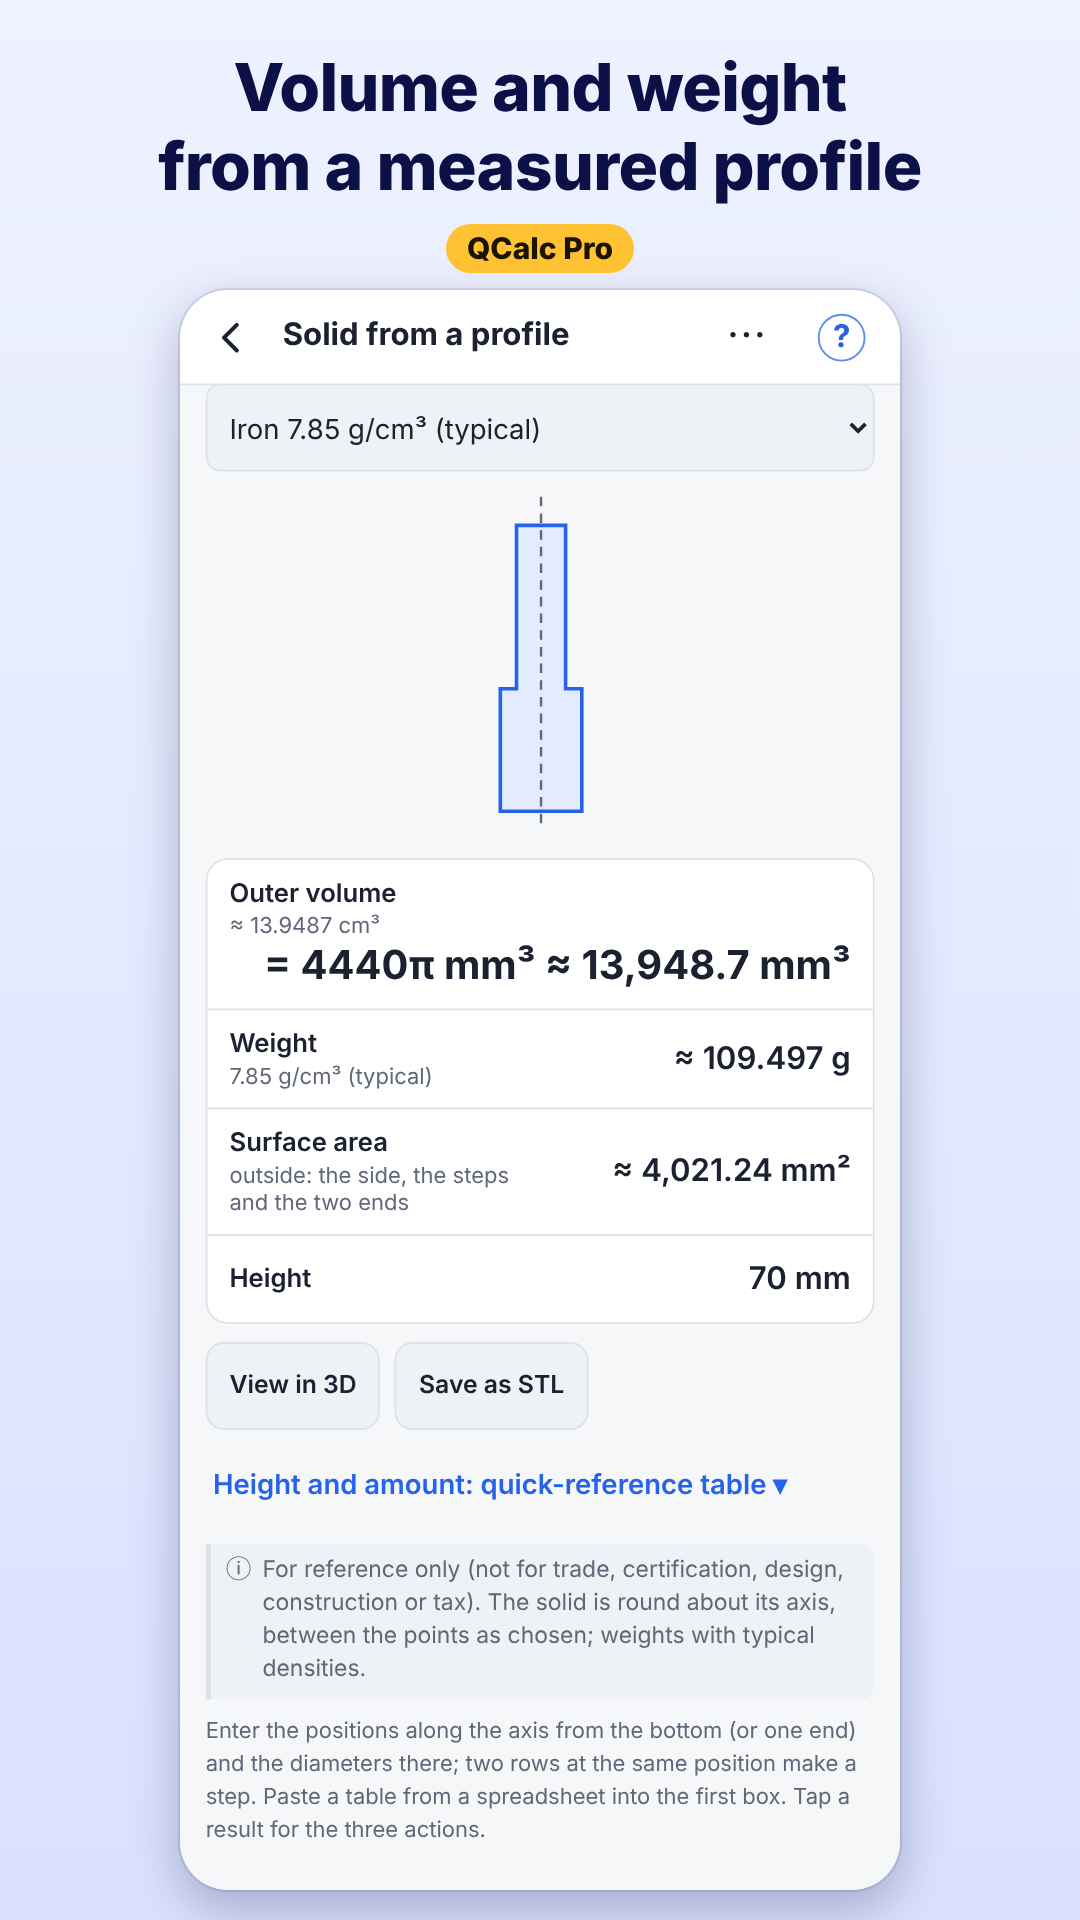 Volume and weight
from a measured profile
QCalc Pro
Solid from a profile
?
Iron 7.85 g/cm³ (typical)
Outer volume
≈ 13.9487 cm³
= 4440π mm³ ≈ 13,948.7 mm³
Weight
7.85 g/cm³ (typical)
≈ 109.497 g
Surface area
outside: the side, the steps
and the two ends
≈ 4,021.24 mm²
Height
70 mm
View in 3D
Save as STL
Height and amount: quick-reference table ▾
ⓘ For reference only (not for trade, certification, design,
construction or tax). The solid is round about its axis,
between the points as chosen; weights with typical
densities.
Enter the positions along the axis from the bottom (or one end)
and the diameters there; two rows at the same position make a
step. Paste a table from a spreadsheet into the first box. Tap a
result for the three actions.